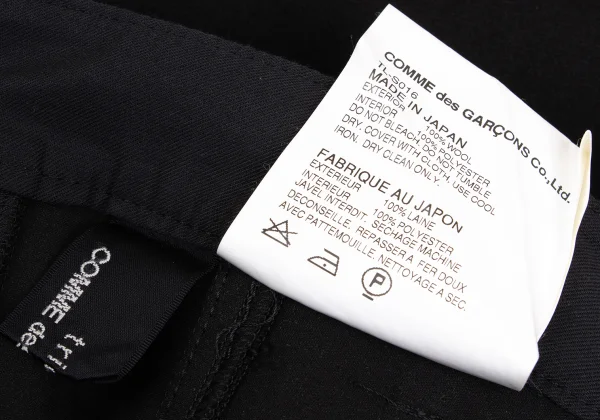 COMME des GARÇONS Co.,Ltd.
TL-S016
MADE IN JAPAN
EXTERIOR 100% WOOL
INTERIOR 100% POLYESTER
DO NOT BLEACH, DO NOT TUMBLE
DRY. COVER WITH CLOTH, USE COOL
IRON. DRY CLEAN ONLY.
FABRIQUE AU JAPON
EXTERIEUR 100% LAINE
INTERIEUR 100% POLYESTER
JAVEL INTERDIT. SECHAGE MACHINE
DECONSEILLE. REPASSER A FER DOUX
AVEC PATTEMOUILLE. NETTOYAGE A SEC.
P
tri
COMME
de